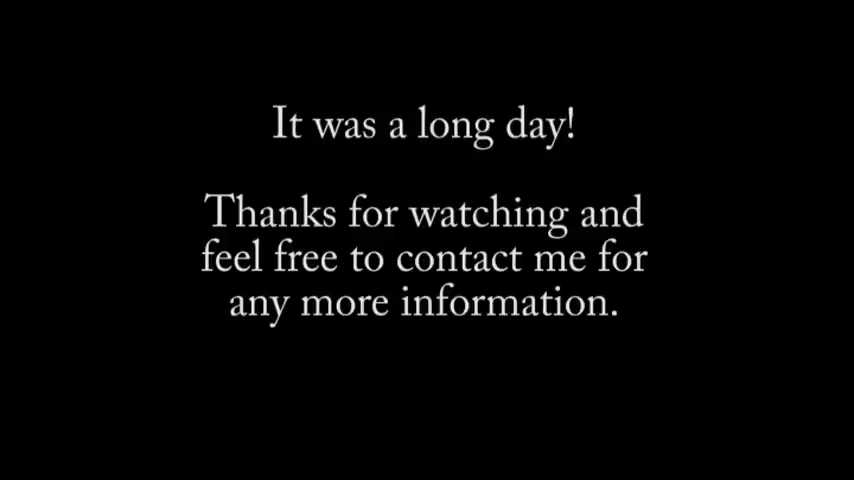 It was a long day!
Thanks for watching and
feel free to contact me for
any more information.